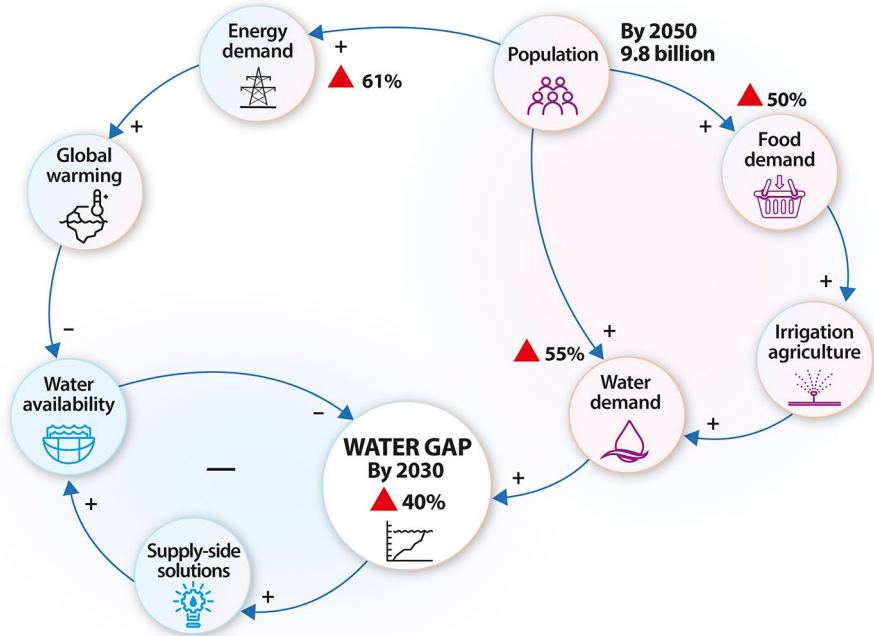 Energy
demand
+
61%
Population
By 2050
9.8 billion
50%
+
Food
demand
+
Global
warming
+
Irrigation
agriculture
+
55%
+
Water
demand
+
−
Water
availability
−
WATER GAP
By 2030
40%
—
+
+
Supply-side
solutions
+